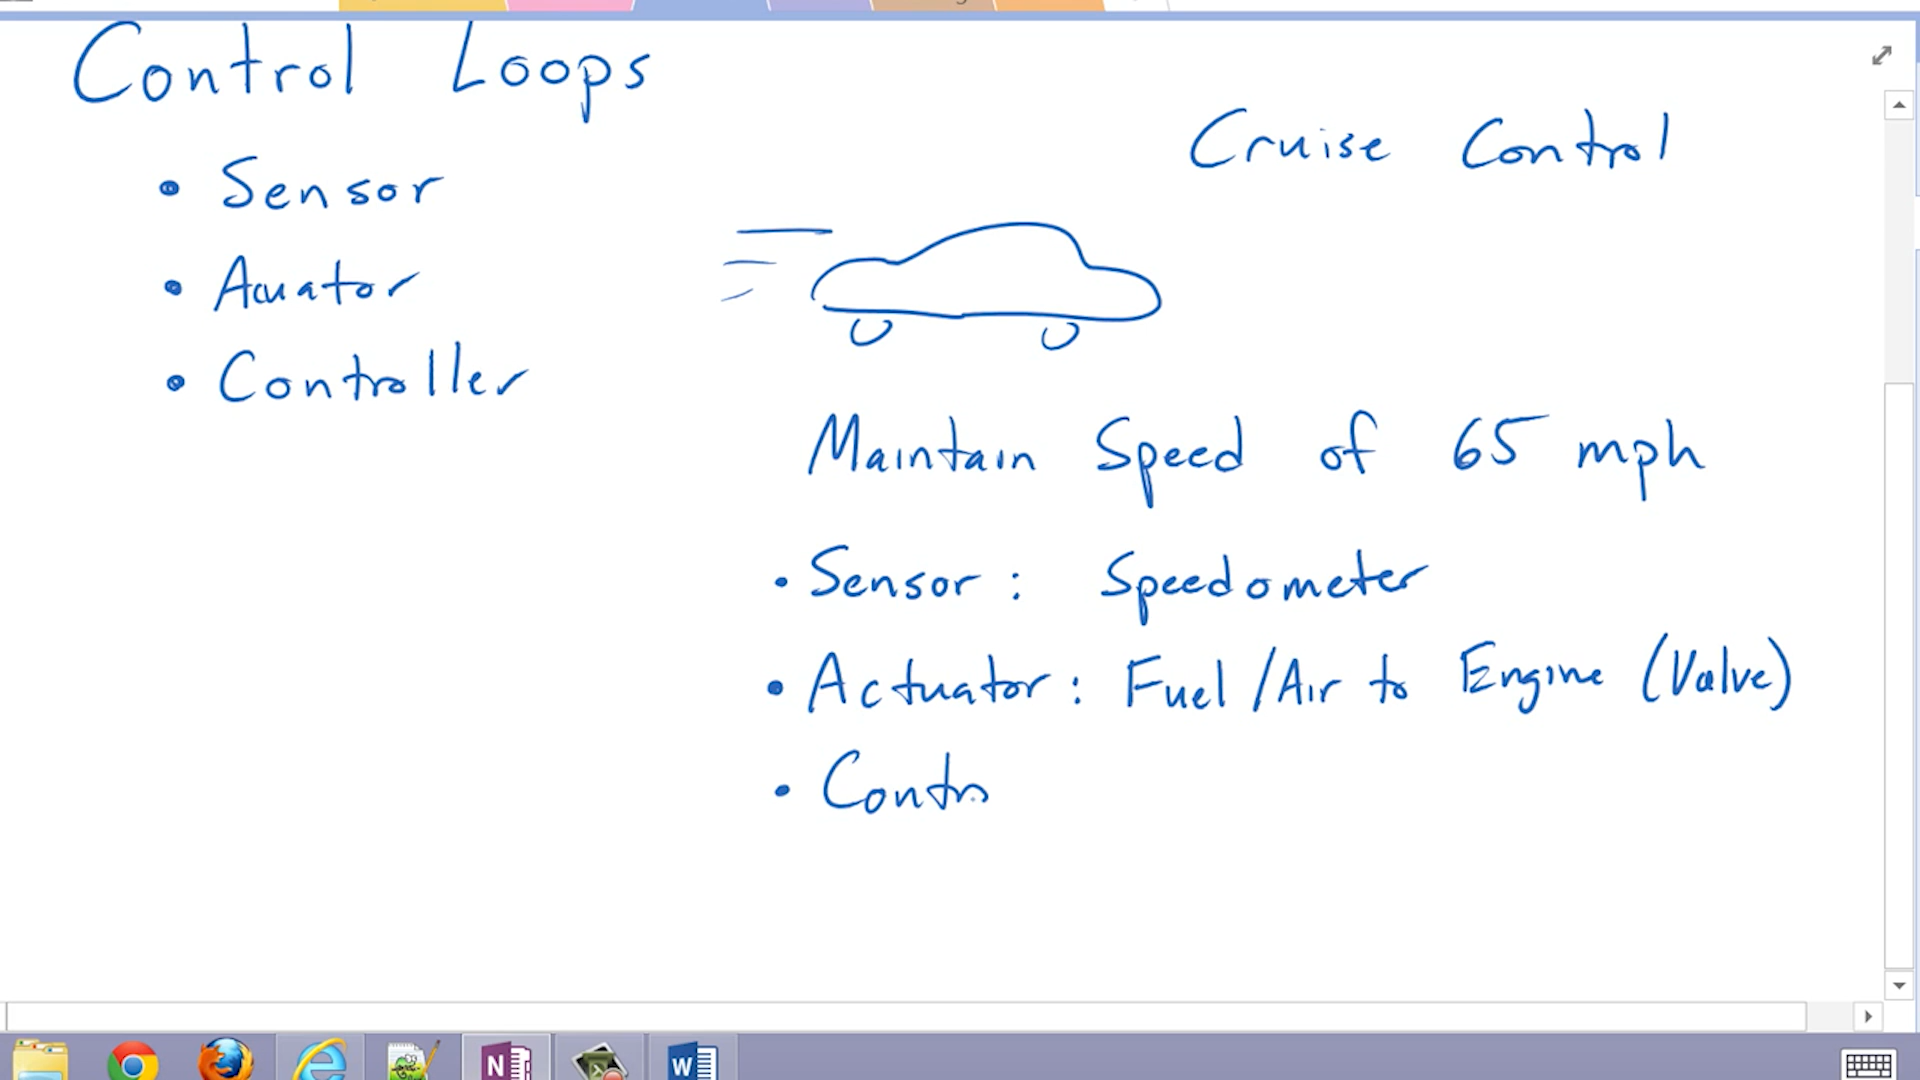 Control Loops
Cruise Control
• Sensor
• Acuator
• Controller
Maintain Speed of 65 mph
• Sensor: Speedometer
• Actuator: Fuel/Air to Engine (Valve)
• Contro